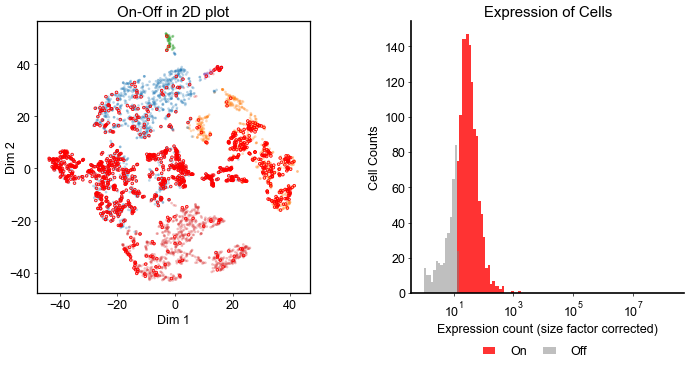 On-Off in 2D plot
Expression of Cells
Dim 2
40
20
0
−20
−40
−40 −20 0 20 40
Dim 1
Cell Counts
140
120
100
80
60
40
20
0
10^1 10^3 10^5 10^7
Expression count (size factor corrected)
On Off